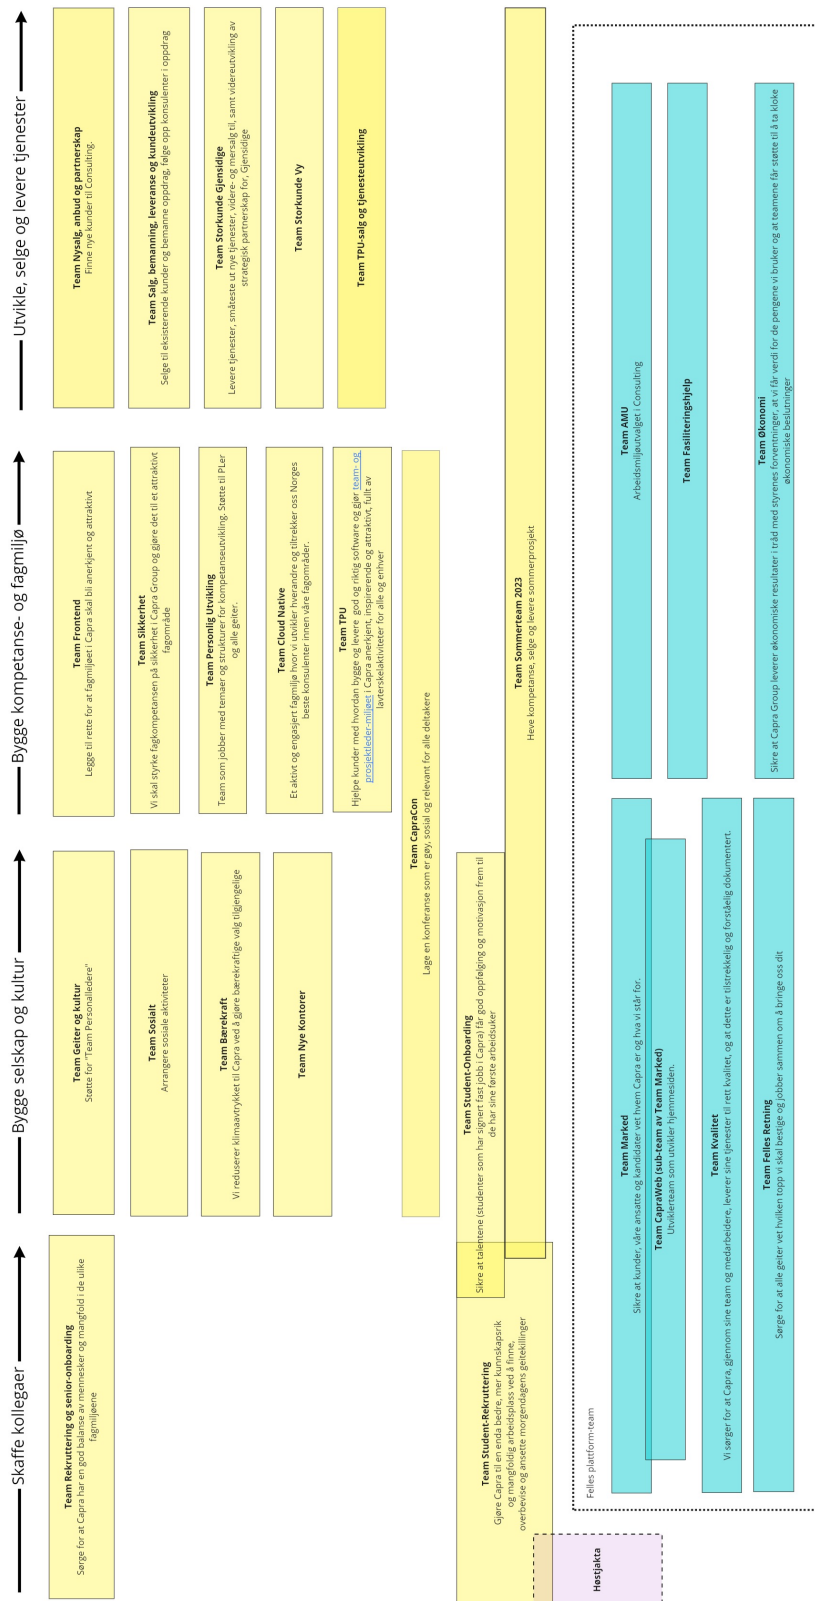 Skaffe kollegaer
Bygge selskap og kultur
Bygge kompetanse- og fagmiljø
Utvikle, selge og levere tjenester
Team Rekruttering og senior-onboarding
Sørge for at Capra har en god balanse av mennesker og mangfold i de ulike
fagmiljøene
Team Geiter og kultur
Støtte for "Team Personalledere"
Team Frontend
Legge til rette for at fagmiljøet i Capra skal bli anerkjent og attraktivt
Team Nysalg, anbud og partnerskap
Finne nye kunder til Consulting.
Team Sosialt
Arrangere sosiale aktiviteter
Team Sikkerhet
Vi skal styrke fagkompetansen på sikkerhet i Capra Group og gjøre det til et attraktivt
fagområde
Team Salg, bemanning, leveranse og kundeutvikling
Selge til eksisterende kunder og bemanne oppdrag, følge opp konsulenter i oppdrag
Team Bærekraft
Vi reduserer klimaavtrykket til Capra ved å gjøre bærekraftige valg tilgjengelige
Team Personlig Utvikling
Team som jobber med temaer og strukturer for kompetanseutvikling. Støtte til PLer
og alle geiter.
Team Storkunde Gjensidige
Levere tjenester, småteste ut nye tjenester, videre- og mersalg til, samt videreutvikling av
strategisk partnerskap for, Gjensidige
Team Nye Kontorer
Team Cloud Native
Et aktivt og engasjert fagmiljø hvor vi utvikler hverandre og tiltrekker oss Norges
beste konsulenter innen våre fagområder.
Team Storkunde Vy
Team TPU
Hjelpe kunder med hvordan bygge og levere god og riktig software og gjør team- og
prosjektleder-miljøet i Capra anerkjent, inspirerende og attraktivt, fullt av
lavterskelaktiviteter for alle og enhver
Team TPU-salg og tjenesteutvikling
Team CapraCon
Lage en konferanse som er gøy, sosial og relevant for alle deltakere
Team Student-Onboarding
Sikre at talentene (studenter som har signert fast jobb i Capra) får god oppfølging og motivasjon frem til
de har sine første arbeidsuker
Team Student-Rekruttering
Gjøre Capra til en enda bedre, mer kunnskapsrik
og mangfoldig arbeidsplass ved å finne,
overbevise og ansette morgendagens geitekillinger
Team Sommerteam 2023
Heve kompetanse, selge og levere sommerprosjekt
Høstjakta
Felles plattform-team
Team Marked
Sikre at kunder, våre ansatte og kandidater vet hvem Capra er og hva vi står for.
Team CapraWeb (sub-team av Team Marked)
Utviklerteam som utvikler hjemmesiden.
Team Kvalitet
Vi sørger for at Capra, gjennom sine team og medarbeidere, leverer sine tjenester til rett kvalitet, og at dette er tilstrekkelig og forståelig dokumentert.
Team Felles Retning
Sørge for at alle geiter vet hvilken topp vi skal bestige og jobber sammen om å bringe oss dit
Team AMU
Arbeidsmiljøutvalget i Consulting
Team Fasiliteringshjelp
Team Økonomi
Sikre at Capra Group leverer økonomiske resultater i tråd med styrenes forventninger, at vi får verdi for de pengene vi bruker og at teamene får støtte til å ta kloke
økonomiske beslutninger